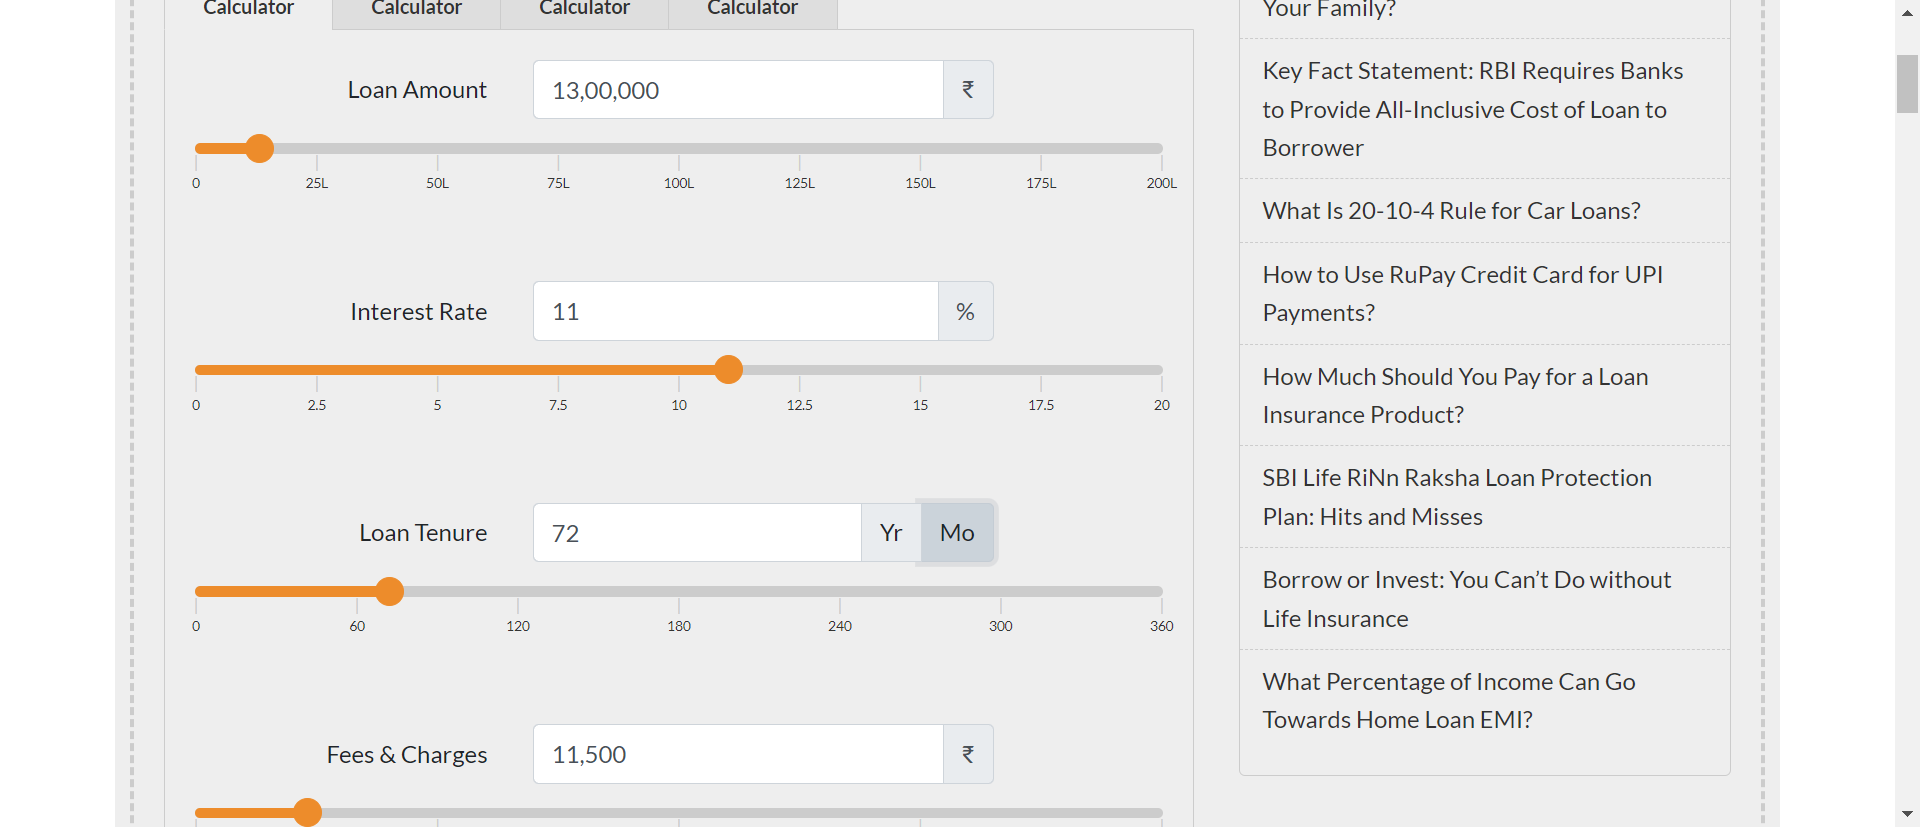 Calculator
Calculator
Calculator
Calculator
Loan Amount
13,00,000
₹
0
25L
50L
75L
100L
125L
150L
175L
200L
Interest Rate
11
%
0
2.5
5
7.5
10
12.5
15
17.5
20
Loan Tenure
72
Yr
Mo
0
60
120
180
240
300
360
Fees & Charges
11,500
₹
Your Family?
Key Fact Statement: RBI Requires Banks
to Provide All-Inclusive Cost of Loan to
Borrower
What Is 20-10-4 Rule for Car Loans?
How to Use RuPay Credit Card for UPI
Payments?
How Much Should You Pay for a Loan
Insurance Product?
SBI Life RiNn Raksha Loan Protection
Plan: Hits and Misses
Borrow or Invest: You Can’t Do without
Life Insurance
What Percentage of Income Can Go
Towards Home Loan EMI?